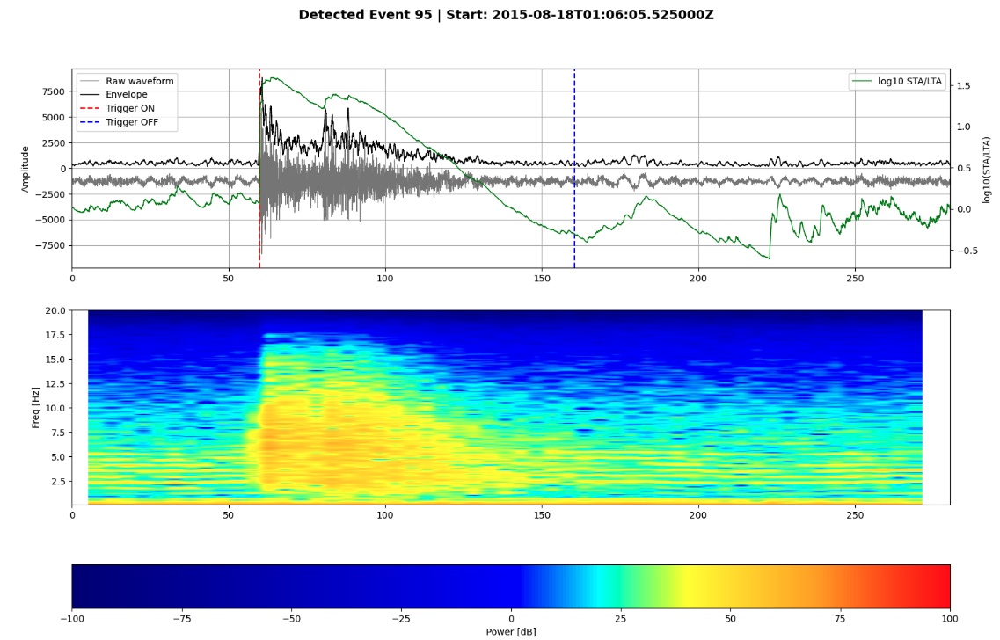 Detected Event 95 | Start: 2015-08-18T01:06:05.525000Z
Raw waveform
Envelope
Trigger ON
Trigger OFF
log10 STA/LTA
Amplitude
7500
5000
2500
0
−2500
−5000
−7500
1.5
1.0
0.5
0.0
−0.5
log10(STA/LTA)
0 50 100 150 200 250
Freq [Hz]
20.0
17.5
15.0
12.5
10.0
7.5
5.0
2.5
0 50 100 150 200 250
−100 −75 −50 −25 0 25 50 75 100
Power [dB]